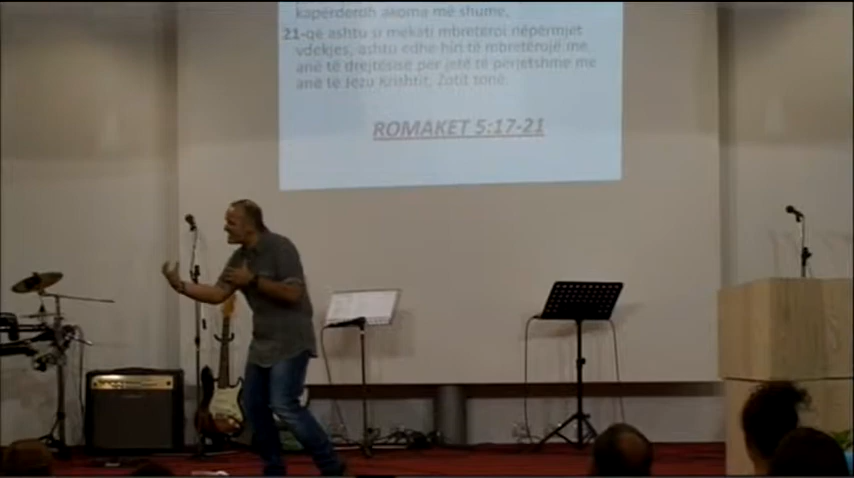 kapërderdh akoma më shumë,
21-që ashtu si mëkati mbretëroi nëpërmjet
vdekjes, ashtu edhe hiri të mbretërojë me
anë të drejtësisë për jetë të përjetshme me
anë të Jezu Krishtit, Zotit tonë.
ROMAKET 5:17-21